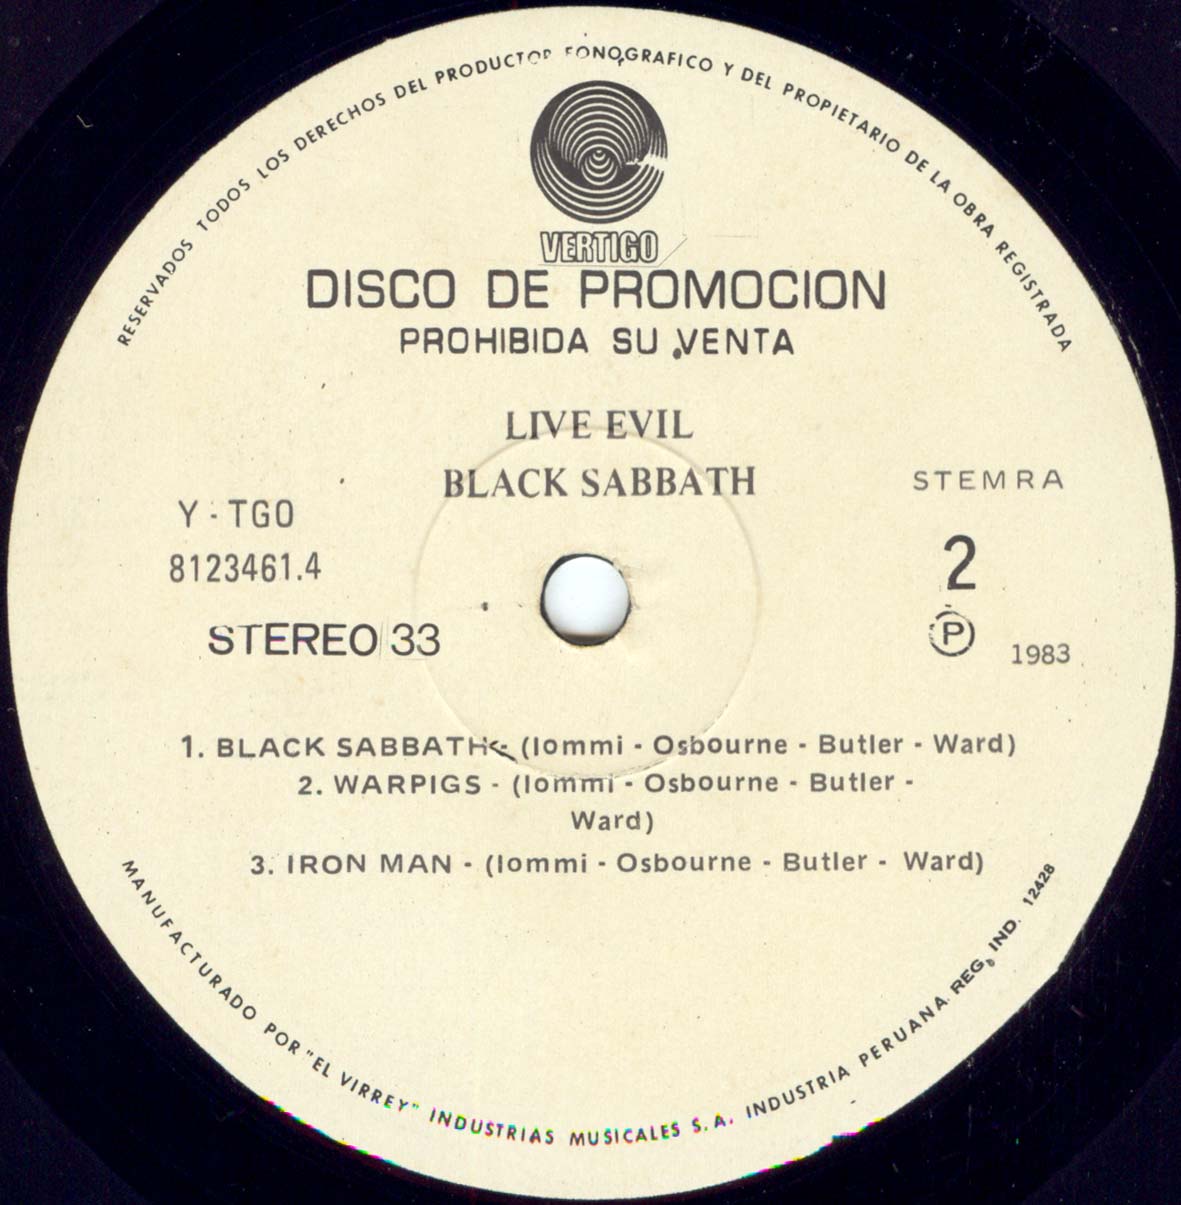 RESERVADOS TODOS LOS DERECHOS DEL PRODUCTOR FONOGRAFICO Y DEL PROPIETARIO DE LA OBRA REGISTRADA
VERTIGO
DISCO DE PROMOCION
PROHIBIDA SU VENTA
LIVE EVIL
BLACK SABBATH
STEMRA
Y - TGO
8123461.4
2
STEREO 33
Ⓟ 1983
1. BLACK SABBATH - (Iommi - Osbourne - Butler - Ward)
2. WARPIGS - (Iommi - Osbourne - Butler -
Ward)
3. IRON MAN - (Iommi - Osbourne - Butler - Ward)
MANUFACTURADO POR "EL VIRREY" INDUSTRIAS MUSICALES S.A. INDUSTRIA PERUANA REG. IND. 12428